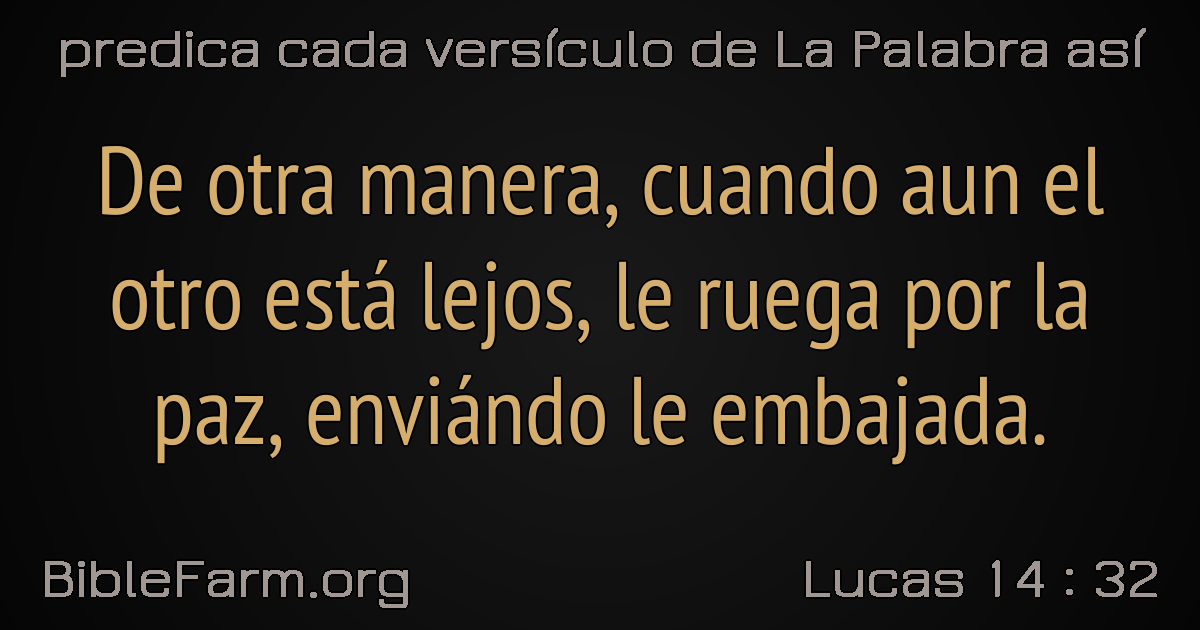 predica cada versículo de La Palabra así
De otra manera, cuando aun el
otro está lejos, le ruega por la
paz, enviándo le embajada.
BibleFarm.org
Lucas 14 : 32